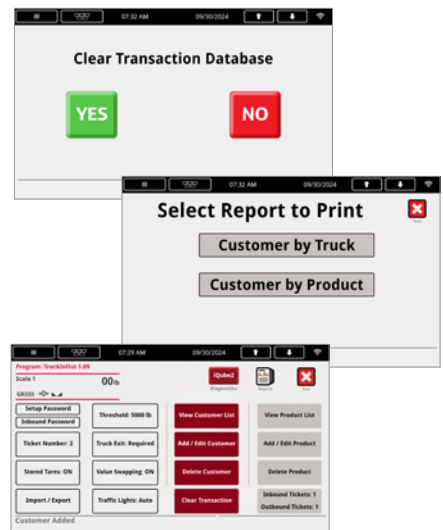 07:32 AM 09/30/2024
Clear Transaction Database
YES NO
07:32 AM 09/30/2024
Select Report to Print
Exit
Customer by Truck
Customer by Product
07:29 AM 09/30/2024
Program: TruckInOut 1.09
Scale 1 00 lb
iQube2
Diagnostics Reports Exit
GROSS
Setup Password
Inbound Password
Threshold: 5000 lb
View Customer List
View Product List
Ticket Number: 2
Truck Exit: Required
Add / Edit Customer
Add / Edit Product
Stored Tares: ON
Value Swapping: ON
Delete Customer
Delete Product
Import / Export
Traffic Lights: Auto
Clear Transaction
Inbound Tickets: 1
Outbound Tickets: 1
Customer Added